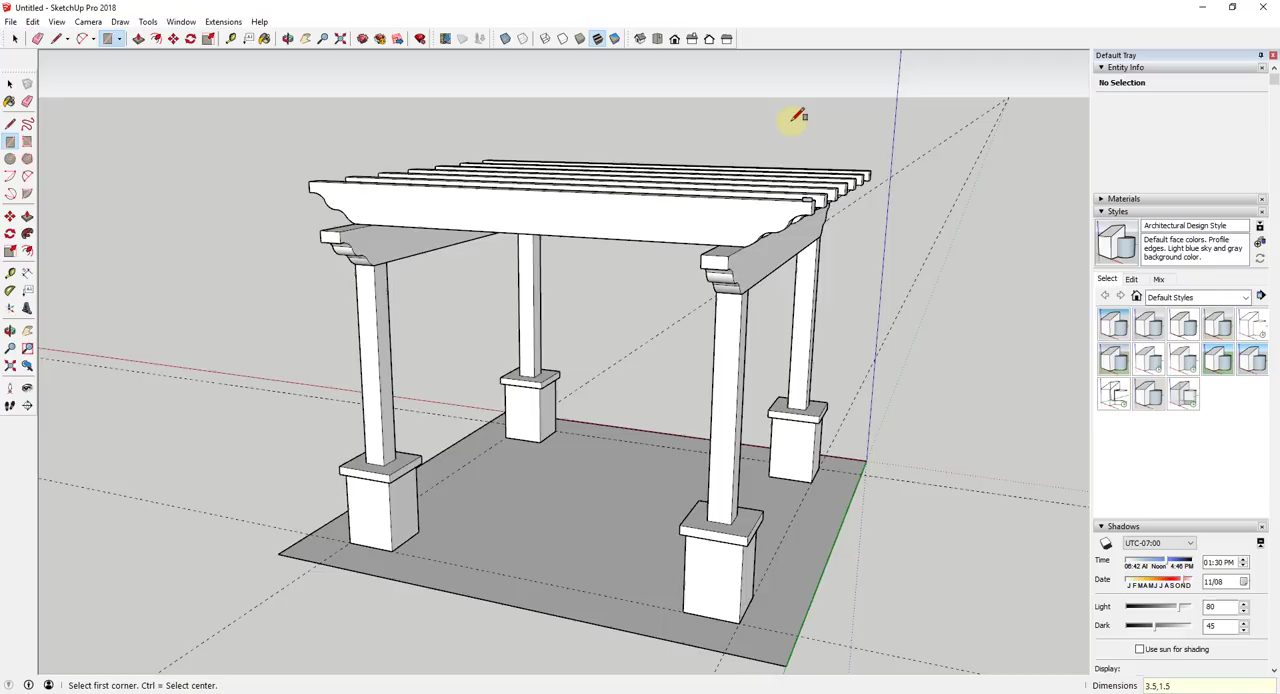 Untitled - SketchUp Pro 2018
File Edit View Camera Draw Tools Window Extensions Help
Default Tray
Entity Info
No Selection
Materials
Styles
Architectural Design Style
Default face colors. Profile
edges. Light blue sky and gray
background color.
Select Edit Mix
Default Styles
Shadows
UTC-07:00
Time 06:42 AM Noon 4:46 PM 01:30 PM
Date J F M A M J J A S O N D 11/08
Light 80
Dark 45
Use sun for shading
Display:
Select first corner. Ctrl = Select center.
Dimensions 3.5,1.5